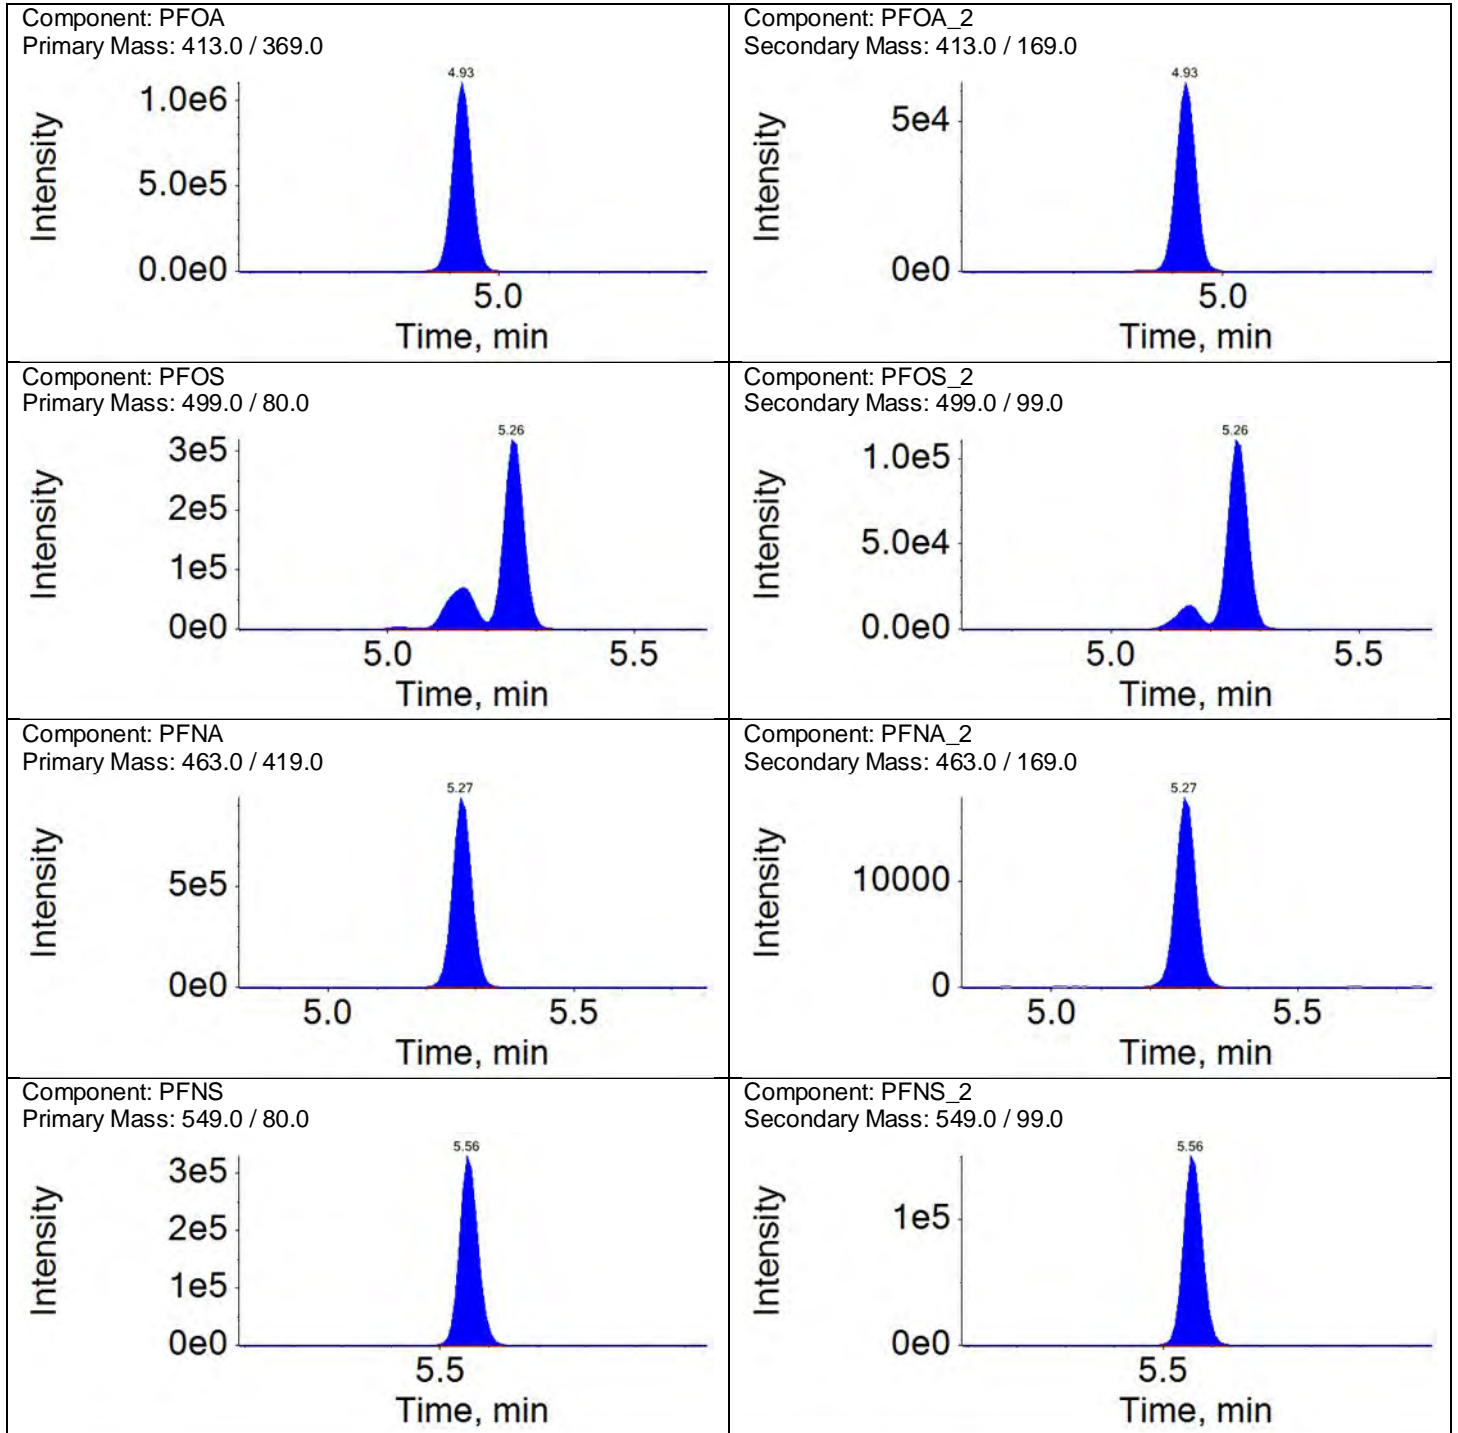 Component: PFOA
Primary Mass: 413.0 / 369.0
4.93
1.0e6
5.0e5
0.0e0
Intensity
5.0
Time, min
Component: PFOA_2
Secondary Mass: 413.0 / 169.0
4.93
5e4
0e0
Intensity
5.0
Time, min
Component: PFOS
Primary Mass: 499.0 / 80.0
5.26
3e5
2e5
1e5
0e0
Intensity
5.0 5.5
Time, min
Component: PFOS_2
Secondary Mass: 499.0 / 99.0
5.26
1.0e5
5.0e4
0.0e0
Intensity
5.0 5.5
Time, min
Component: PFNA
Primary Mass: 463.0 / 419.0
5.27
5e5
0e0
Intensity
5.0 5.5
Time, min
Component: PFNA_2
Secondary Mass: 463.0 / 169.0
5.27
10000
0
Intensity
5.0 5.5
Time, min
Component: PFNS
Primary Mass: 549.0 / 80.0
5.56
3e5
2e5
1e5
0e0
Intensity
5.5
Time, min
Component: PFNS_2
Secondary Mass: 549.0 / 99.0
5.56
1e5
0e0
Intensity
5.5
Time, min